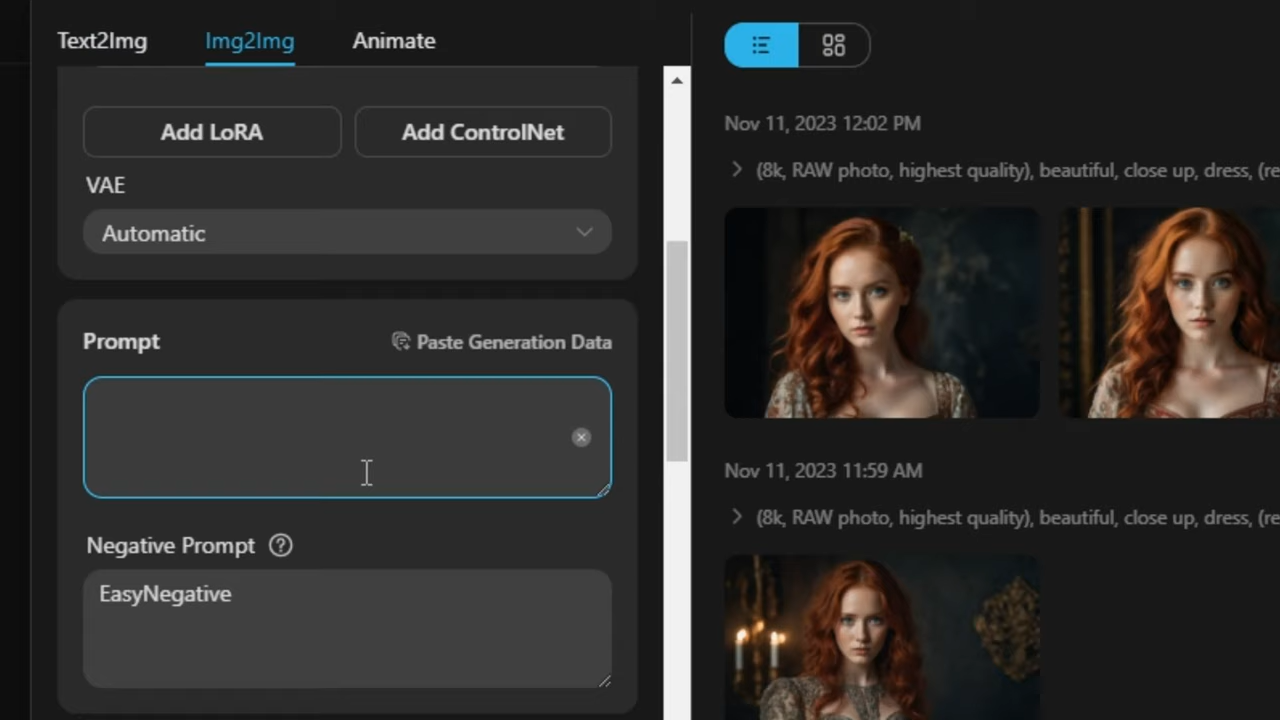 Text2Img Img2Img Animate
Add LoRA Add ControlNet
VAE
Automatic
Prompt Paste Generation Data
Negative Prompt ?
EasyNegative
Nov 11, 2023 12:02 PM
(8k, RAW photo, highest quality), beautiful, close up, dress, (re
Nov 11, 2023 11:59 AM
(8k, RAW photo, highest quality), beautiful, close up, dress, (re